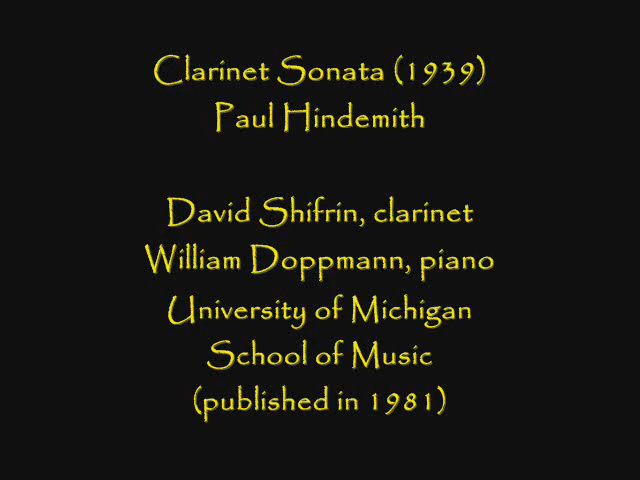 Clarinet Sonata (1939)
Paul Hindemith
David Shifrin, clarinet
William Doppmann, piano
University of Michigan
School of Music
(published in 1981)